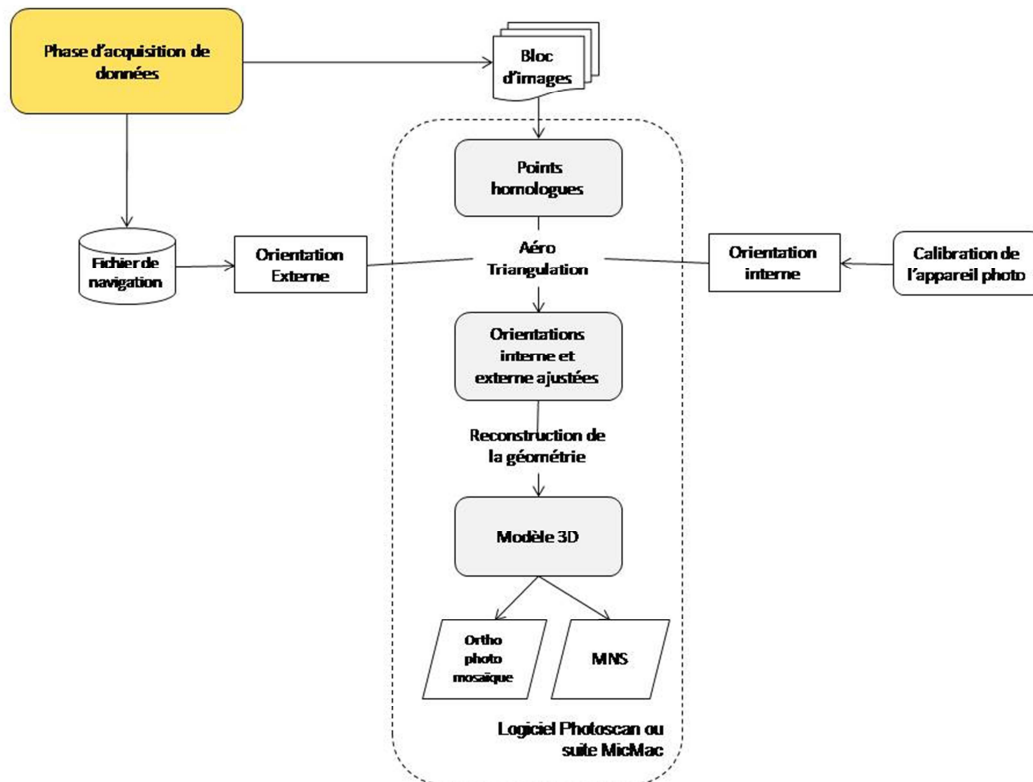 Phase d'acquisition de
données
Bloc
d'images
Points
homologues
Fichier de
navigation
Orientation
Externe
Aéro
Triangulation
Orientation
interne
Calibration de
l'appareil photo
Orientations
interne et
externe ajustées
Reconstruction de
la géométrie
Modèle 3D
Ortho
photo
mosaïque
MNS
Logiciel Photoscan ou
suite MicMac